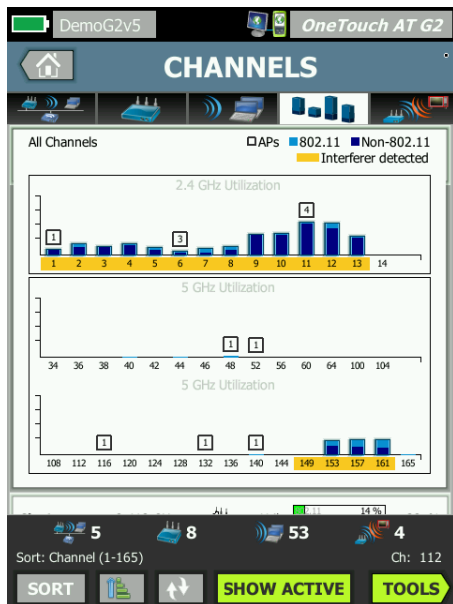 DemoG2v5 OneTouch AT G2
CHANNELS
All Channels APs 802.11 Non-802.11
Interferer detected
2.4 GHz Utilization
4
1 3
1 2 3 4 5 6 7 8 9 10 11 12 13 14
5 GHz Utilization
1 1
34 36 38 40 42 44 46 48 52 56 60 64 100 104
5 GHz Utilization
1 1 1
108 112 116 120 124 128 132 136 140 144 149 153 157 161 165
14 %
5 8 53 4
Sort: Channel (1-165) Ch: 112
SORT SHOW ACTIVE TOOLS